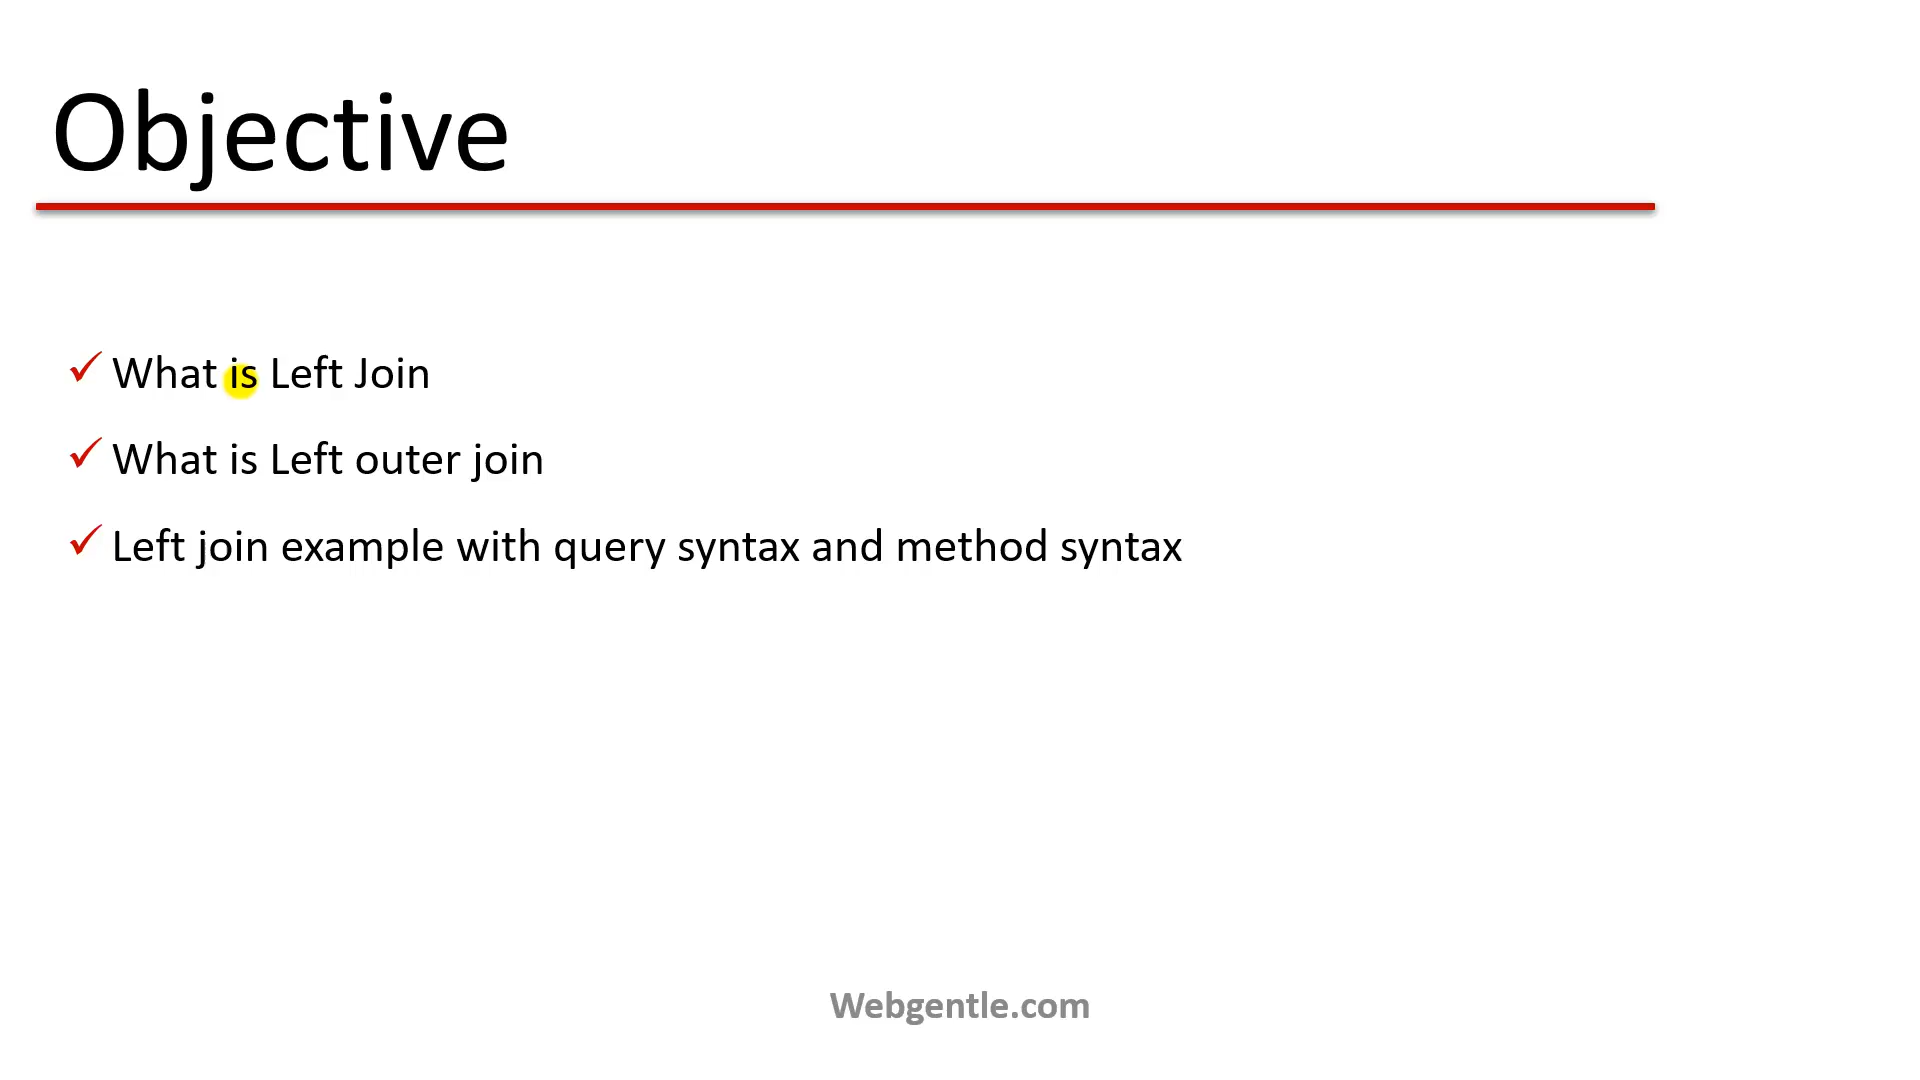 Objective
What is Left Join
What is Left outer join
Left join example with query syntax and method syntax
Webgentle.com